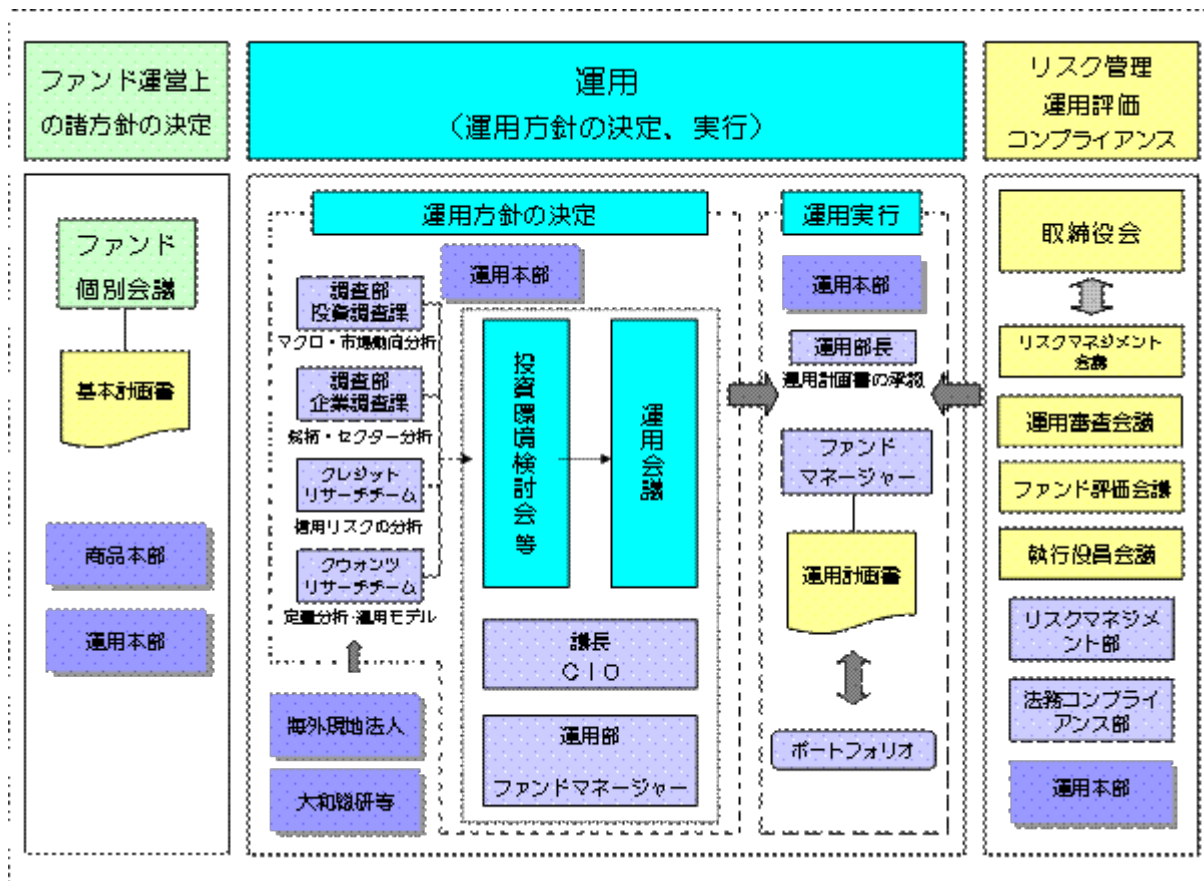 ファンド運営上
の諸方針の決定
運用
（運用方針の決定、実行）
リスク管理
運用評価
コンプライアンス
ファンド
個別会議
基本計画書
商品本部
運用本部
運用方針の決定
運用本部
調査部
投資調査課
マクロ・市場動向分析
調査部
企業調査課
銘柄・セクター分析
クレジット
リサーチチーム
信用リスクの分析
クウォンツ
リサーチチーム
定量分析・運用モデル
海外現地法人
大和総研等
投資環境検討会等
運用会議
議長
ＣＩＯ
運用部
ファンドマネージャー
運用実行
運用本部
運用部長
運用計画書の承認
ファンド
マネージャー
運用計画書
ポートフォリオ
取締役会
リスクマネジメント
会議
運用審査会議
ファンド評価会議
執行役員会議
リスクマネジメ
ント部
法務コンプライ
アンス部
運用本部